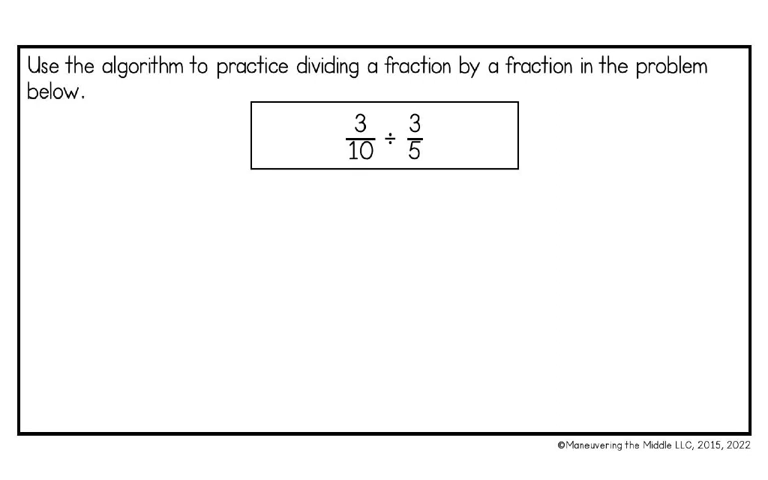 Use the algorithm to practice dividing a fraction by a fraction in the problem
below.
3/10 ÷ 3/5
©Maneuvering the Middle LLC, 2015, 2022